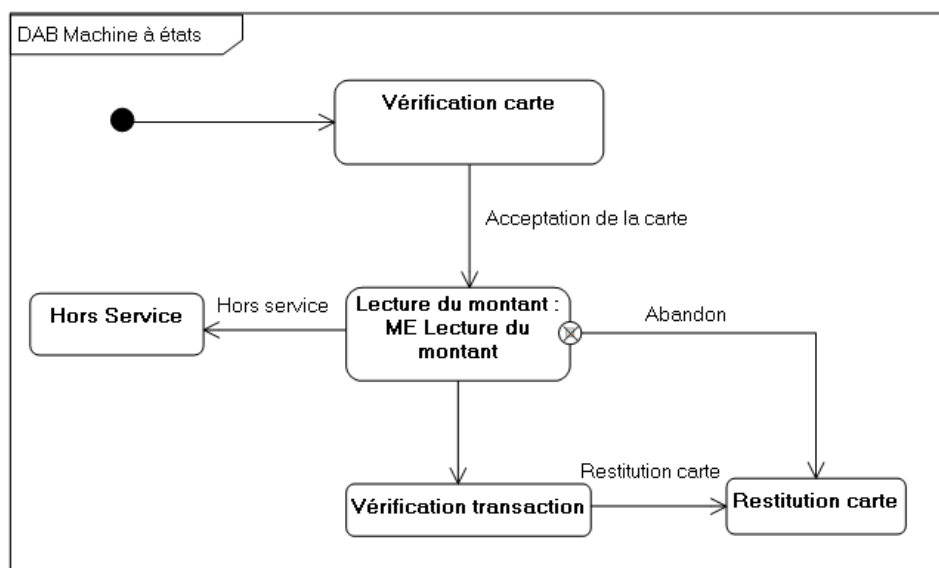 DAB Machine à états
Vérification carte
Acceptation de la carte
Hors Service
Hors service
Lecture du montant :
ME Lecture du
montant
Abandon
Vérification transaction
Restitution carte
Restitution carte